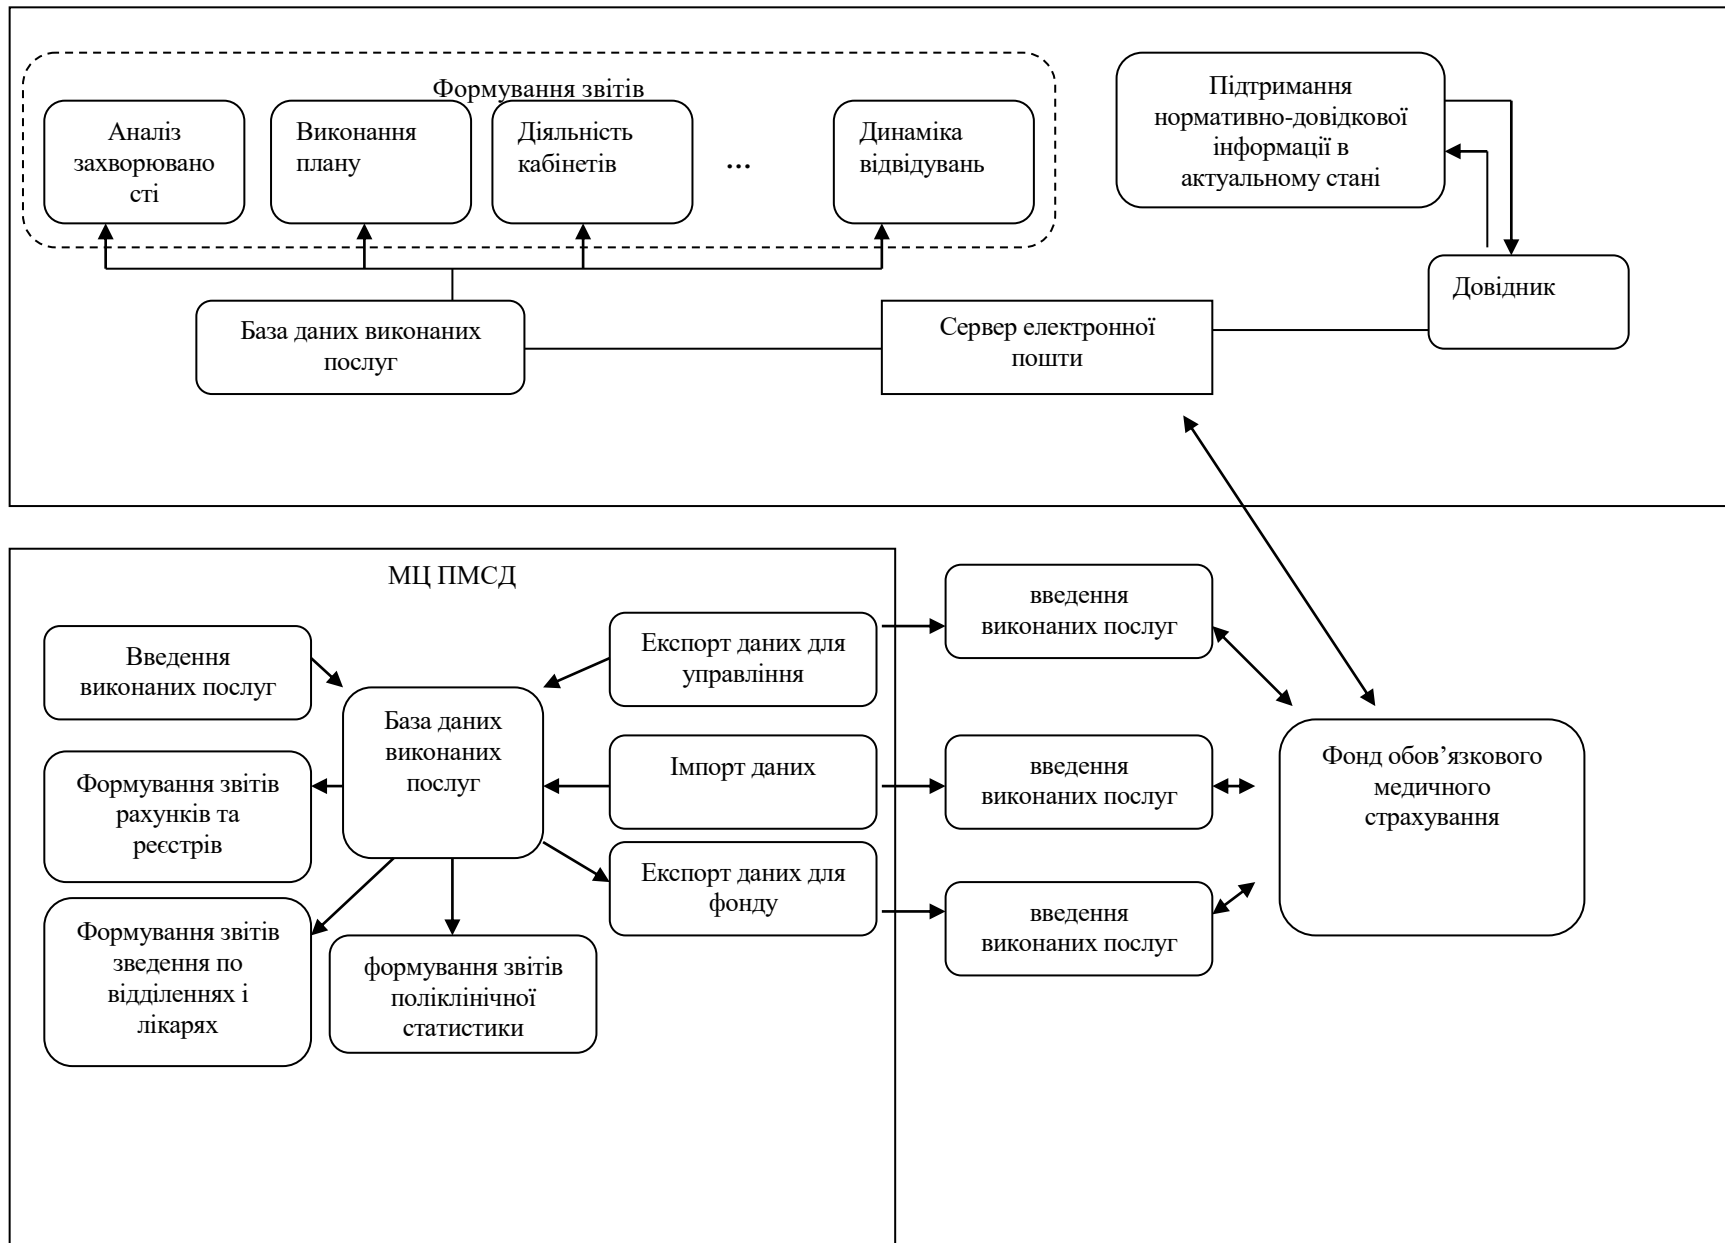 Формування звітів
Аналіз
захворювано
сті
Виконання
плану
Діяльність
кабінетів
...
Динаміка
відвідувань
Підтримання
нормативно-довідкової
інформації в
актуальному стані
Довідник
База даних виконаних
послуг
Сервер електронної
пошти
МЦ ПМСД
Введення
виконаних послуг
Формування звітів
рахунків та
реєстрів
Формування звітів
зведення по
відділеннях і
лікарях
База даних
виконаних
послуг
формування звітів
поліклінічної
статистики
Експорт даних для
управління
Імпорт даних
Експорт даних для
фонду
введення
виконаних послуг
введення
виконаних послуг
введення
виконаних послуг
Фонд обов’язкового
медичного
страхування